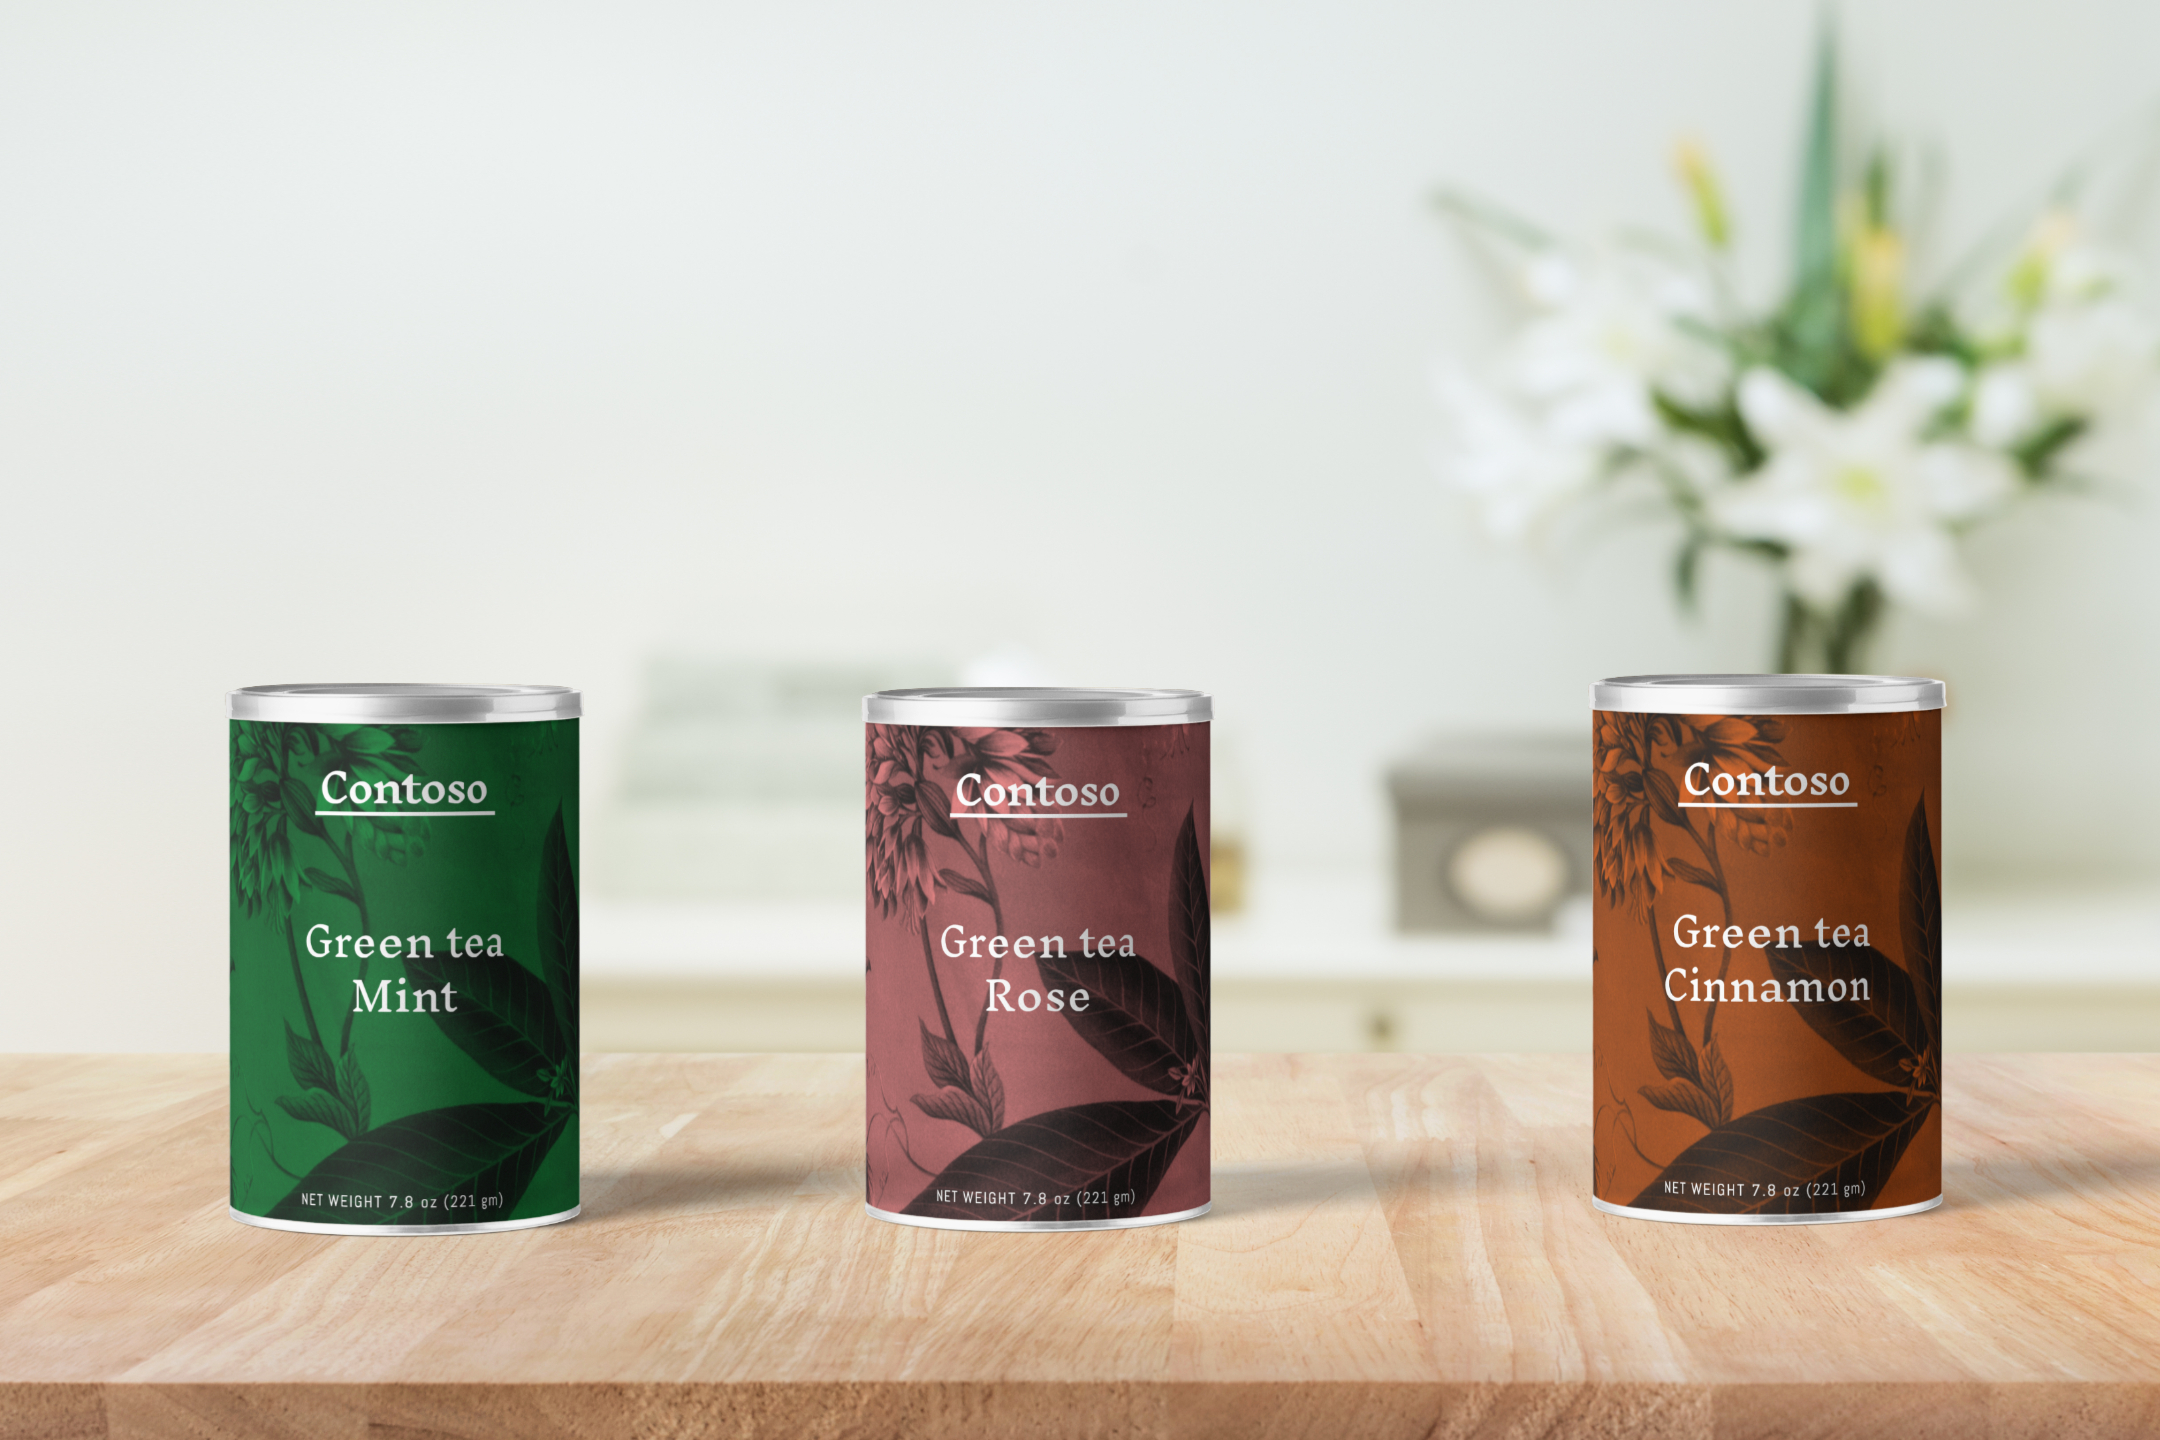 Contoso
Green tea
Mint
NET WEIGHT 7.8 oz (221 gm)
Contoso
Green tea
Rose
NET WEIGHT 7.8 oz (221 gm)
Contoso
Green tea
Cinnamon
NET WEIGHT 7.8 oz (221 gm)